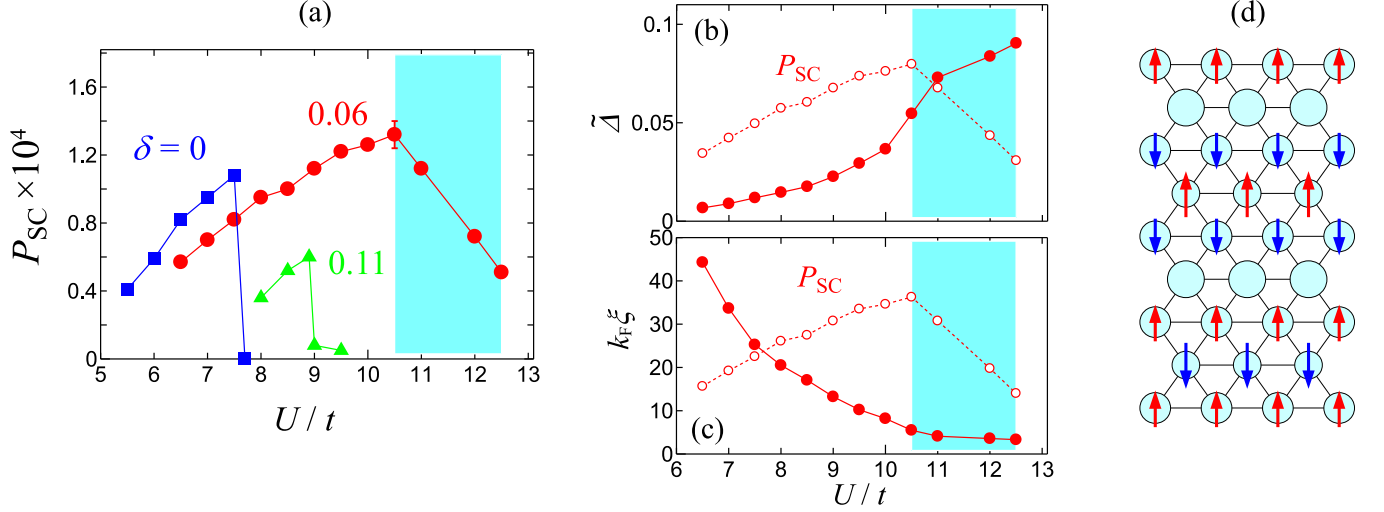 (a)
P_SC × 10^4
1.6
1.2
0.8
0.4
0
δ = 0
0.06
0.11
5 6 7 8 9 10 11 12 13
U / t
(b)
P_SC
Δ̃
0.1
0.05
0
(c)
P_SC
k_F ξ
50
40
30
20
10
0
6 7 8 9 10 11 12 13
U / t
(d)